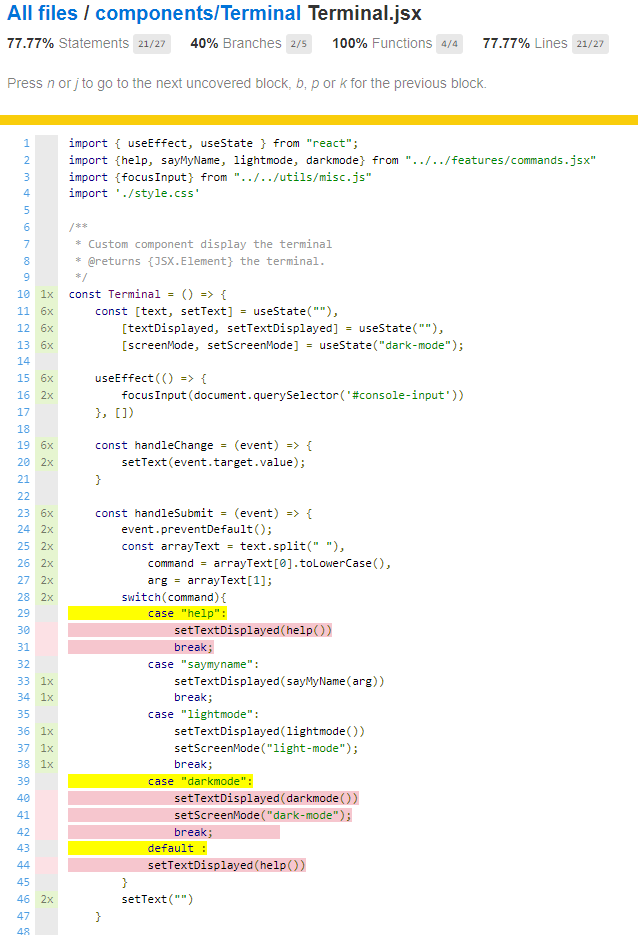 All files / components/Terminal Terminal.jsx
77.77% Statements 21/27 40% Branches 2/5 100% Functions 4/4 77.77% Lines 21/27
Press n or j to go to the next uncovered block, b, p or k for the previous block.
1 import { useEffect, useState } from "react";
2 import {help, sayMyName, lightmode, darkmode} from "../../features/commands.jsx"
3 import {focusInput} from "../../utils/misc.js"
4 import './style.css'
5
6 /**
7  * Custom component display the terminal
8  * @returns {JSX.Element} the terminal.
9  */
10 1x const Terminal = () => {
11 6x     const [text, setText] = useState(""),
12 6x         [textDisplayed, setTextDisplayed] = useState(""),
13 6x         [screenMode, setScreenMode] = useState("dark-mode");
14
15 6x     useEffect(() => {
16 2x         focusInput(document.querySelector('#console-input'))
17     }, [])
18
19 6x     const handleChange = (event) => {
20 2x         setText(event.target.value);
21     }
22
23 6x     const handleSubmit = (event) => {
24 2x         event.preventDefault();
25 2x         const arrayText = text.split(" "),
26 2x             command = arrayText[0].toLowerCase(),
27 2x             arg = arrayText[1];
28 2x         switch(command){
29             case "help":
30                 setTextDisplayed(help())
31                 break;
32             case "saymyname":
33 1x                 setTextDisplayed(sayMyName(arg))
34 1x                 break;
35             case "lightmode":
36 1x                 setTextDisplayed(lightmode())
37 1x                 setScreenMode("light-mode");
38 1x                 break;
39             case "darkmode":
40                 setTextDisplayed(darkmode())
41                 setScreenMode("dark-mode");
42                 break;
43             default :
44             setTextDisplayed(help())
45         }
46 2x         setText("")
47     }
48